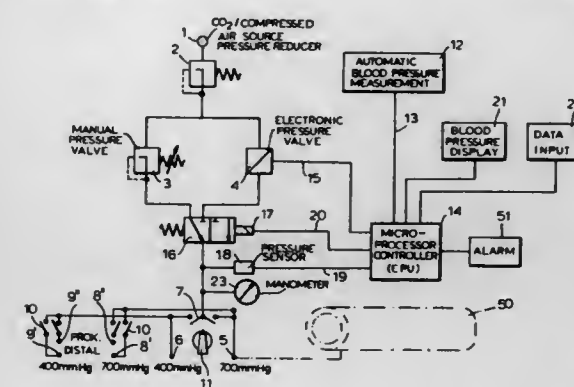 1
CO2/COMPRESSED
AIR SOURCE
PRESSURE REDUCER
2
12
AUTOMATIC
BLOOD PRESSURE
MEASUREMENT
13
21
BLOOD PRESSURE
DISPLAY
2
DATA
INPUT
MANUAL
PRESSURE
VALVE
3
ELECTRONIC
PRESSURE
VALVE
4
15
17
20
16
18
PRESSURE
SENSOR
19
14
MICRO-
PROCESSOR
CONTROLLER
(CPU)
51
ALARM
23
MANOMETER
7
50
10
9"
8"
10
9'
PROX.
DISTAL
8'
6
5
400mmHg
700mmHg
400mmHg
11
700mmHg